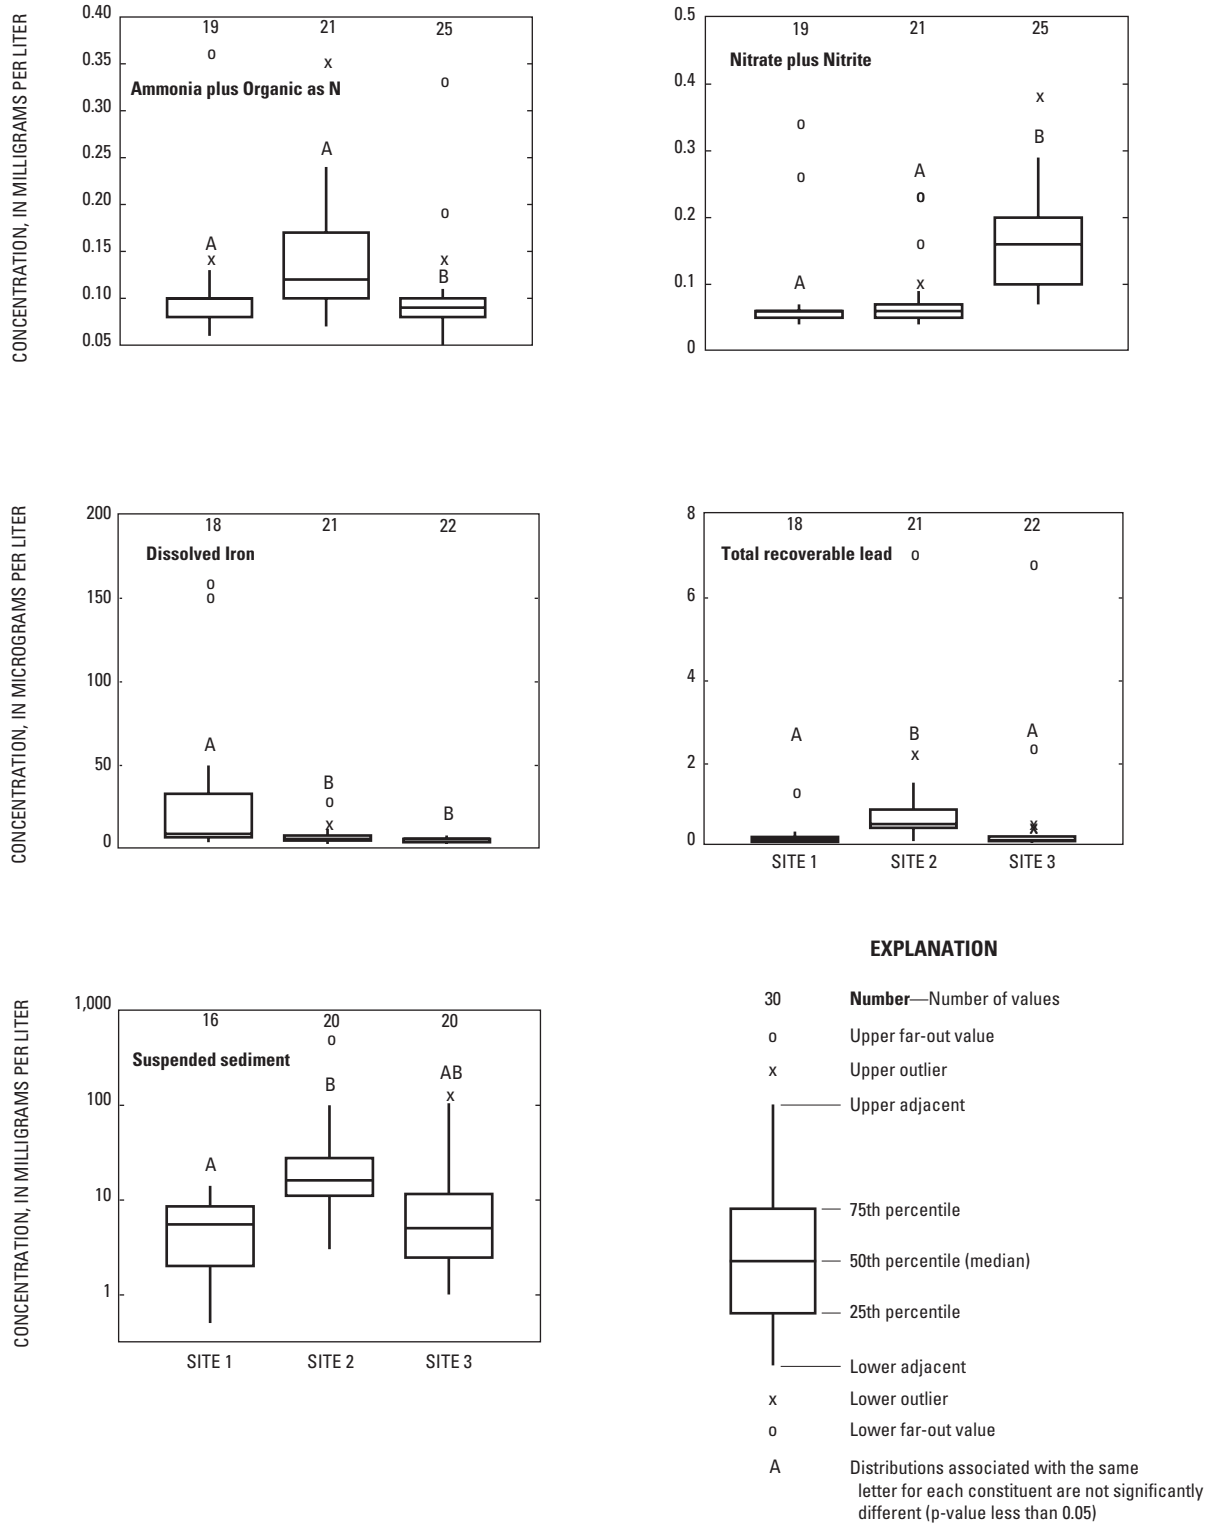 CONCENTRATION, IN MILLIGRAMS PER LITER
0.40
0.35
0.30
0.25
0.20
0.15
0.10
0.05
19
21
25
o
x
o
Ammonia plus Organic as N
A
o
A
x
x
B
0.5
0.4
0.3
0.2
0.1
0
19
21
25
Nitrate plus Nitrite
x
o
B
A
o
o
o
A
x
CONCENTRATION, IN MICROGRAMS PER LITER
200
150
100
50
0
18
21
22
Dissolved Iron
o
o
A
B
o
x
B
8
6
4
2
0
18
21
22
Total recoverable lead
o
o
A
B
A
x
o
o
x
x
SITE 1
SITE 2
SITE 3
CONCENTRATION, IN MILLIGRAMS PER LITER
1,000
100
10
1
16
20
20
o
Suspended sediment
AB
B
x
A
SITE 1
SITE 2
SITE 3
EXPLANATION
30
Number—Number of values
o
Upper far-out value
x
Upper outlier
Upper adjacent
75th percentile
50th percentile (median)
25th percentile
Lower adjacent
x
Lower outlier
o
Lower far-out value
A
Distributions associated with the same
letter for each constituent are not significantly
different (p-value less than 0.05)